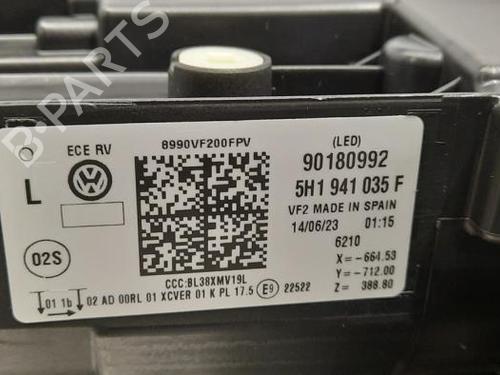 B-PARTS
ECE RV
8990VF200FPV
(LED)
90180992
L
5H1 941 035 F
VF2 MADE IN SPAIN
14/06/23 01:15
6210
02S
X= -664.53
Y= -712.00
Z= 388.80
CCC:BL38XMV19L
01 1b 02 AD 00RL 01 XCVER 01 K PL 17.5 E9 22522